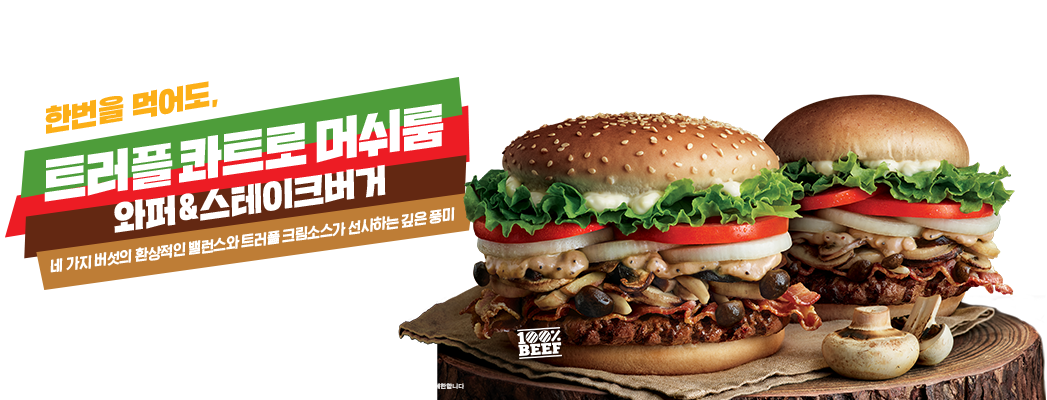 한번을 먹어도,
트러플 콰트로 머쉬룸
와퍼&스테이크버거
네 가지 버섯의 환상적인 밸런스와 트러플 크림소스가 선사하는 깊은 풍미
100%
BEEF